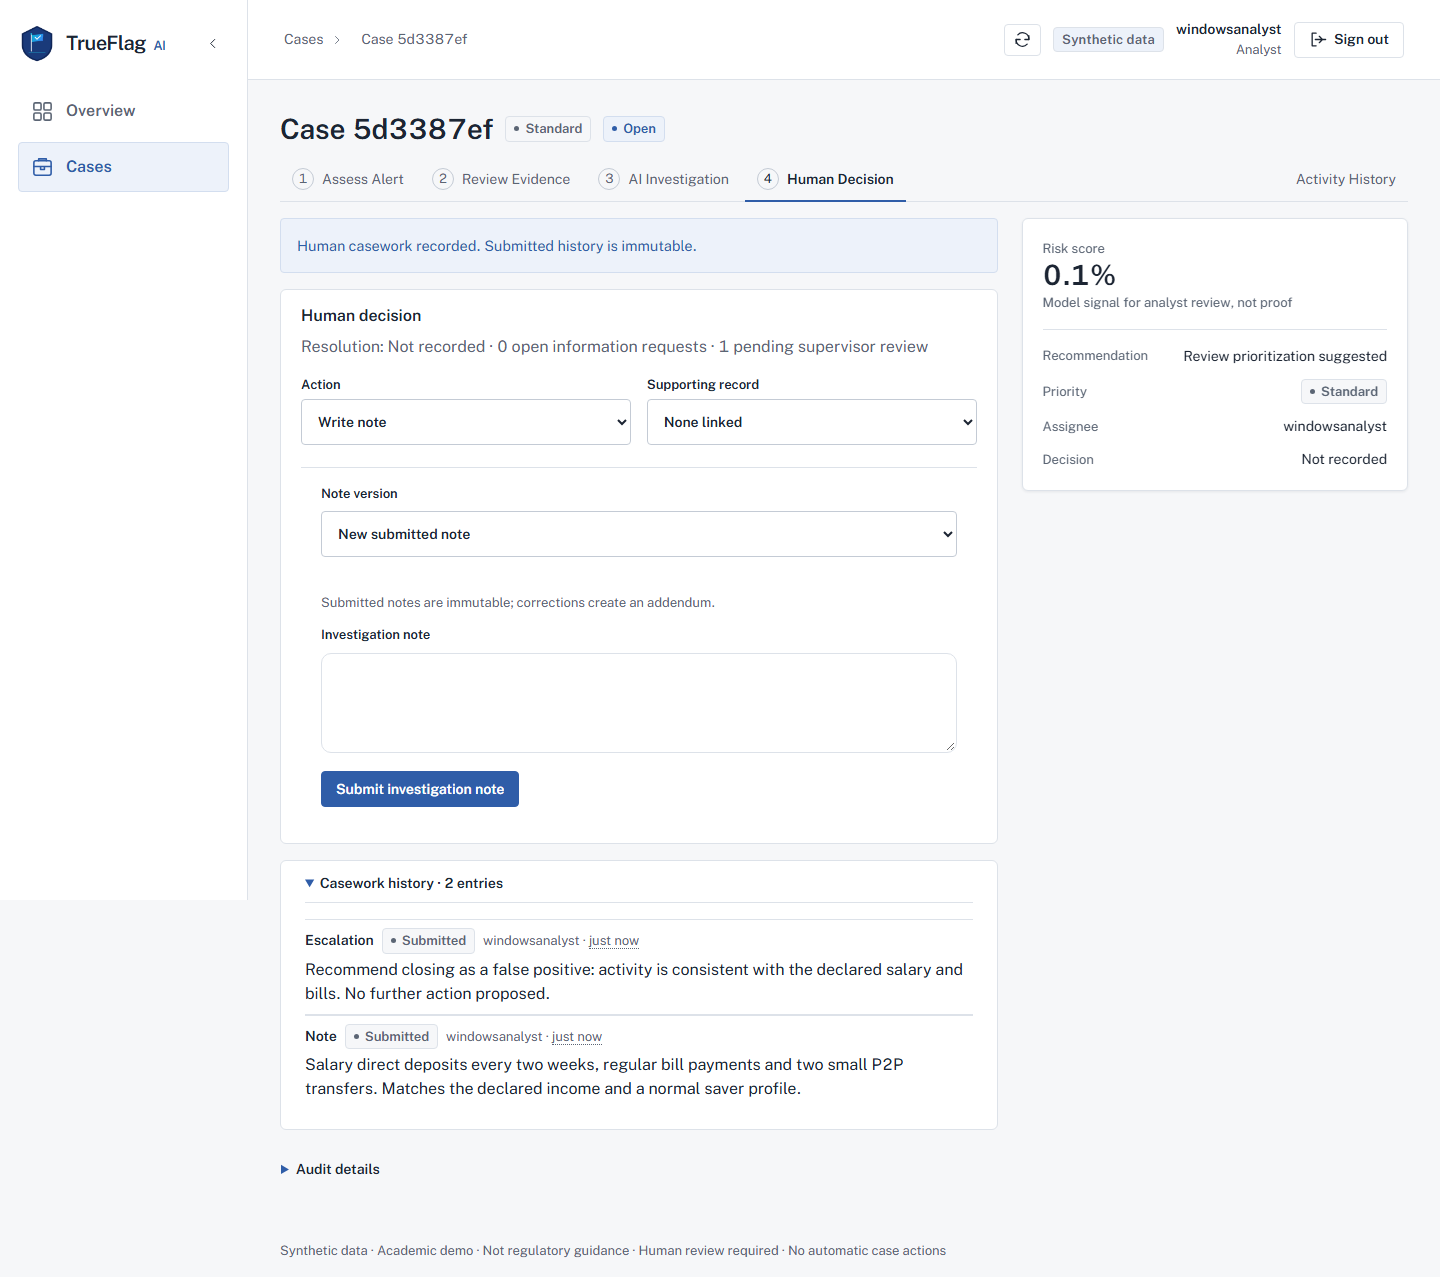 TrueFlag AI
Overview
Cases
Cases
Case 5d3387ef
Synthetic data
windowsanalyst
Analyst
Sign out
Case 5d3387ef
Standard
Open
1 Assess Alert
2 Review Evidence
3 AI Investigation
4 Human Decision
Activity History
Human casework recorded. Submitted history is immutable.
Human decision
Resolution: Not recorded · 0 open information requests · 1 pending supervisor review
Action
Supporting record
Write note
None linked
Note version
New submitted note
Submitted notes are immutable; corrections create an addendum.
Investigation note
Submit investigation note
Casework history · 2 entries
Escalation Submitted windowsanalyst · just now
Recommend closing as a false positive: activity is consistent with the declared salary and
bills. No further action proposed.
Note Submitted windowsanalyst · just now
Salary direct deposits every two weeks, regular bill payments and two small P2P
transfers. Matches the declared income and a normal saver profile.
Audit details
Risk score
0.1%
Model signal for analyst review, not proof
Recommendation Review prioritization suggested
Priority Standard
Assignee windowsanalyst
Decision Not recorded
Synthetic data · Academic demo · Not regulatory guidance · Human review required · No automatic case actions